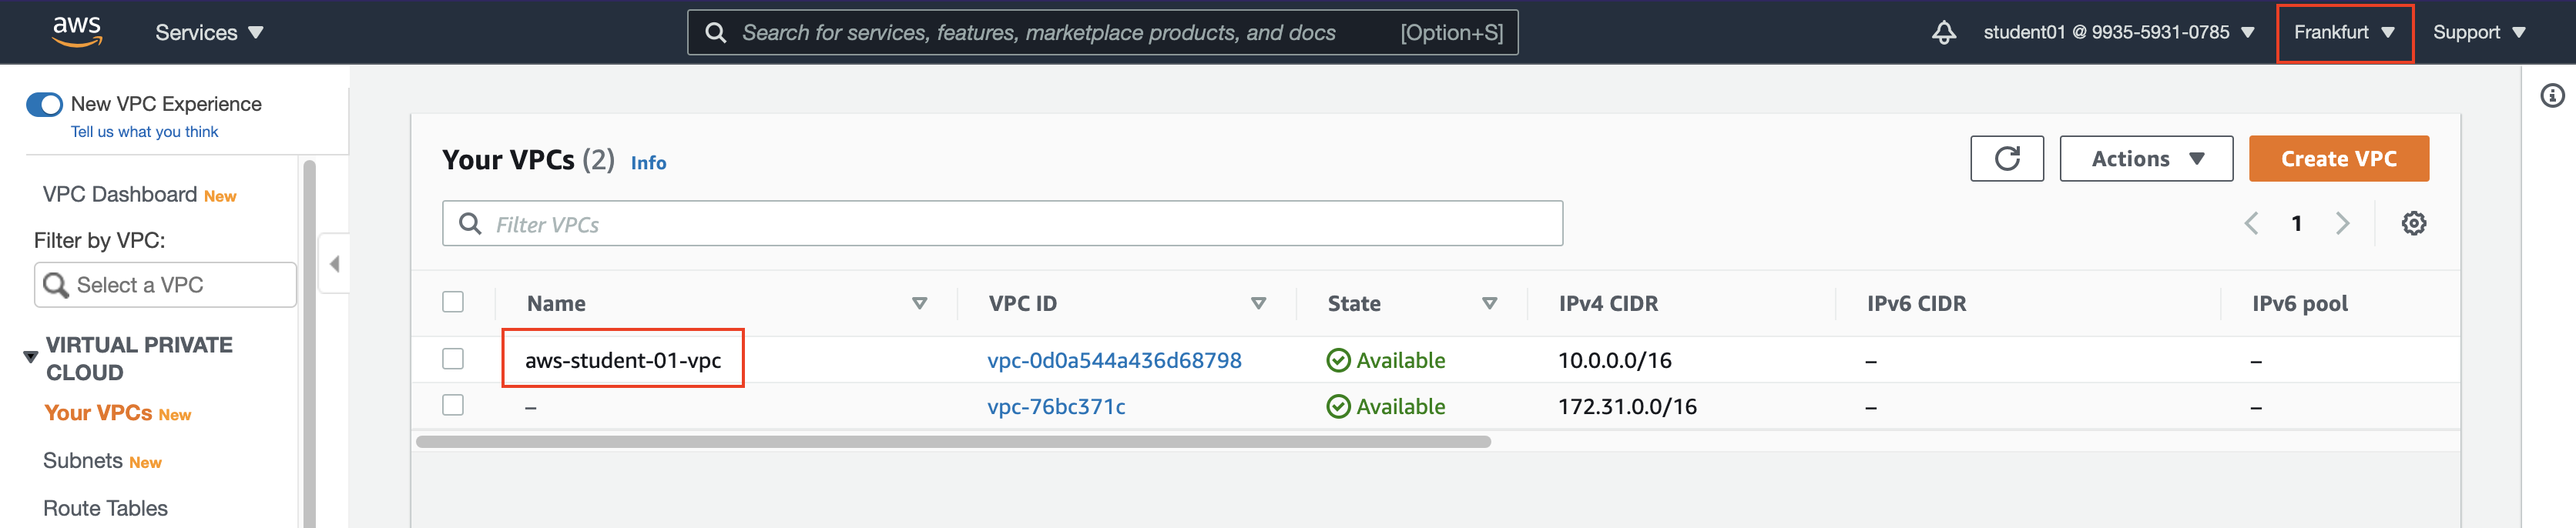 aws
Services
Search for services, features, marketplace products, and docs [Option+S]
student01 @ 9935-5931-0785
Frankfurt
Support
New VPC Experience
Tell us what you think
VPC Dashboard New
Filter by VPC:
Select a VPC
VIRTUAL PRIVATE
CLOUD
Your VPCs New
Subnets New
Route Tables
Your VPCs (2) Info
Actions
Create VPC
Filter VPCs
1
Name VPC ID State IPv4 CIDR IPv6 CIDR IPv6 pool
aws-student-01-vpc vpc-0d0a544a436d68798 Available 10.0.0.0/16 – –
– vpc-76bc371c Available 172.31.0.0/16 – –